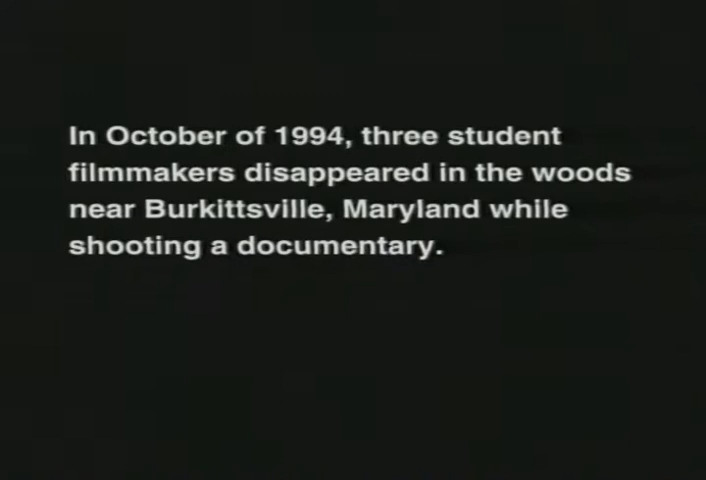 In October of 1994, three student
filmmakers disappeared in the woods
near Burkittsville, Maryland while
shooting a documentary.